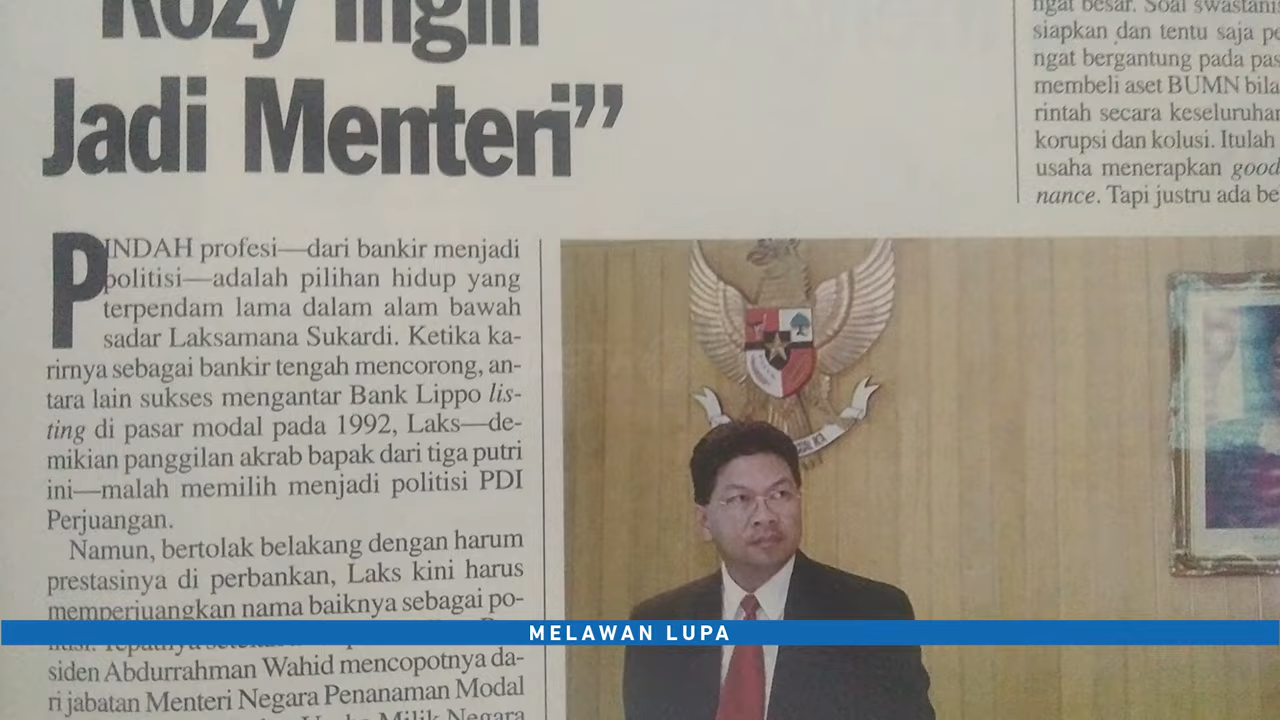 "Rozy Ingin
Jadi Menteri”
PINDAH profesi—dari bankir menjadi
politisi—adalah pilihan hidup yang
terpendam lama dalam alam bawah
sadar Laksamana Sukardi. Ketika ka-
rirnya sebagai bankir tengah mencorong, an-
tara lain sukses mengantar Bank Lippo lis-
ting di pasar modal pada 1992, Laks—de-
mikian panggilan akrab bapak dari tiga putri
ini—malah memilih menjadi politisi PDI
Perjuangan.
Namun, bertolak belakang dengan harum
prestasinya di perbankan, Laks kini harus
memperjuangkan nama baiknya sebagai po-
siden Abdurrahman Wahid mencopotnya da-
ri jabatan Menteri Negara Penanaman Modal
Milik Negara
ngat besar. Soal swastanis
siapkan dan tentu saja pe
ngat bergantung pada pas
membeli aset BUMN bila
rintah secara keseluruhan
korupsi dan kolusi. Itulah
usaha menerapkan good
nance. Tapi justru ada be
MELAWAN LUPA